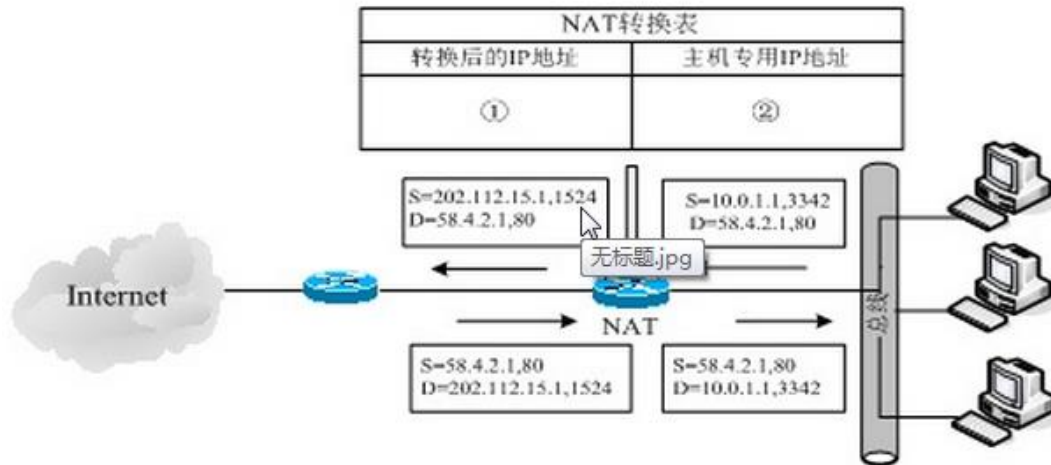 NAT转换表
转换后的IP地址 主机专用IP地址
① ②
S=202.112.15.1,1524
D=58.4.2.1,80
S=10.0.1.1,3342
D=58.4.2.1,80
无标题.jpg
Internet
NAT
总线
S=58.4.2.1,80
D=202.112.15.1,1524
S=58.4.2.1,80
D=10.0.1.1,3342